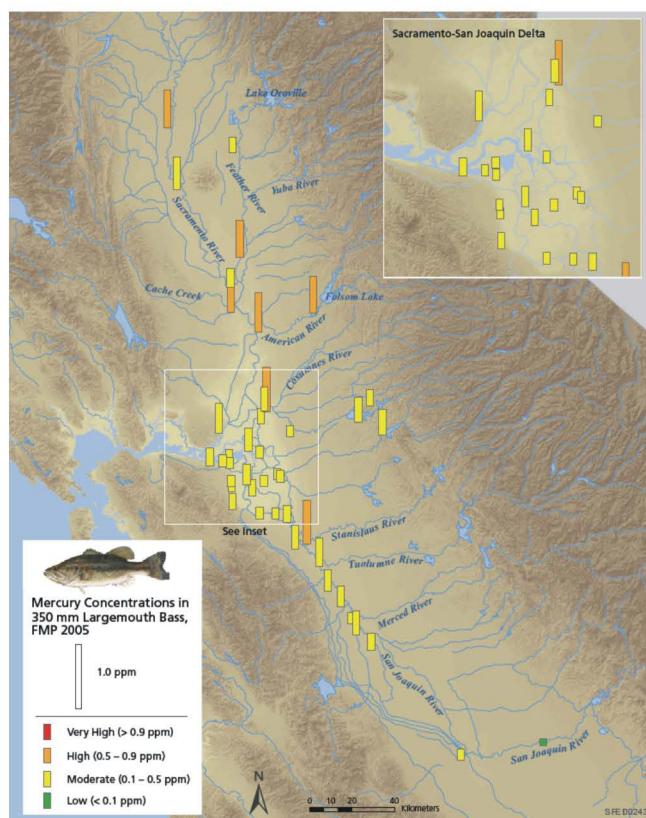 Sacramento-San Joaquin Delta
Lake Oroville
Feather River
Yuba River
Sacramento River
Cache Creek
Folsom Lake
American River
Cosumnes River
See Inset
Stanislaus River
Tuolumne River
Merced River
San Joaquin River
San Joaquin River
Mercury Concentrations in
350 mm Largemouth Bass,
FMP 2005
1.0 ppm
Very High (> 0.9 ppm)
High (0.5 – 0.9 ppm)
Moderate (0.1 – 0.5 ppm)
Low (< 0.1 ppm)
N
0 10 20 40
Kilometers